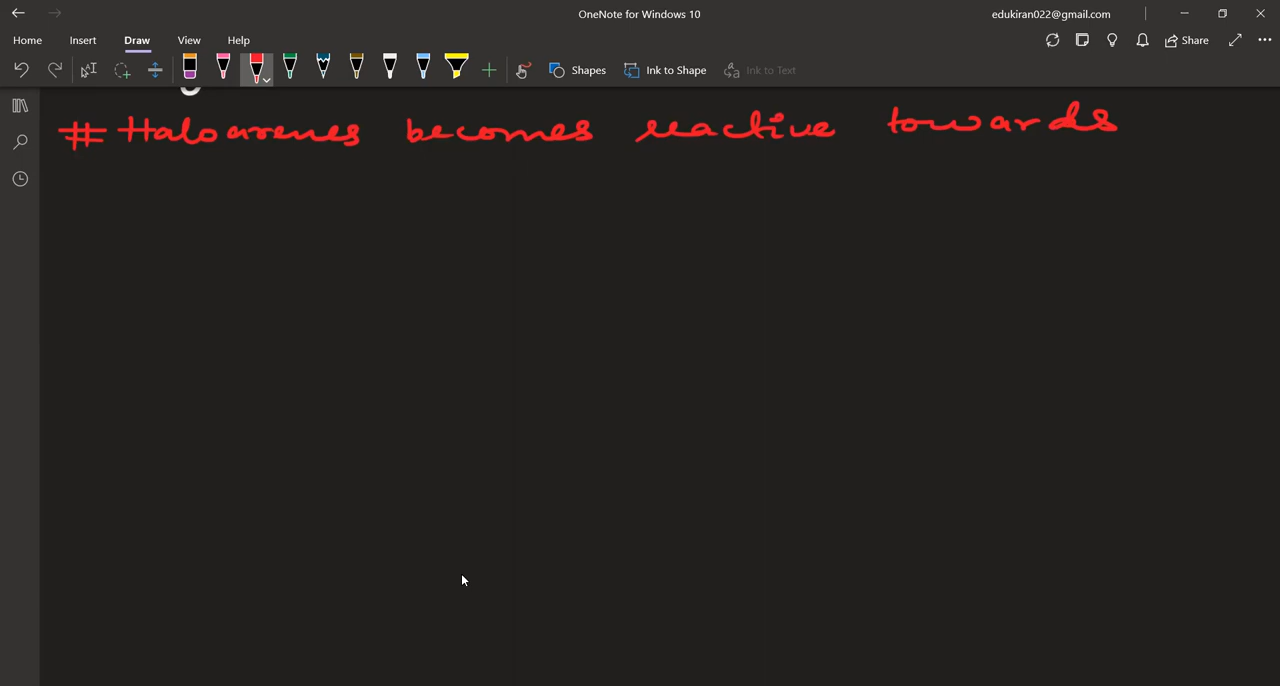 OneNote for Windows 10
edukiran022@gmail.com
Home Insert Draw View Help
Share
Shapes Ink to Shape Ink to Text
# Haloarenes becomes reactive towards